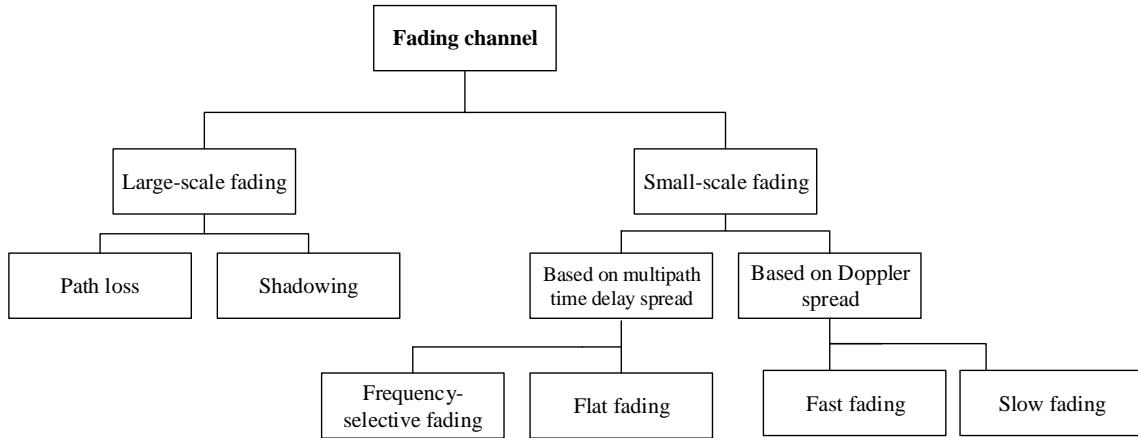 Fading channel
Large-scale fading
Small-scale fading
Path loss
Shadowing
Based on multipath
time delay spread
Based on Doppler
spread
Frequency-
selective fading
Flat fading
Fast fading
Slow fading